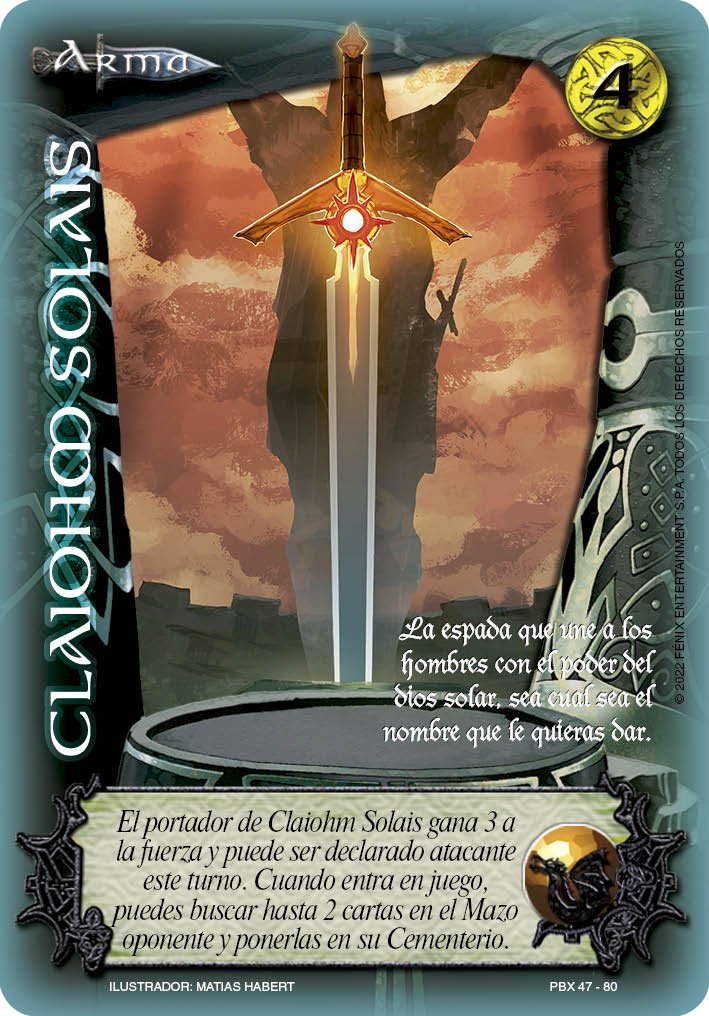 Arma
4
CLAIOHM SOLAIS
La espada que une a los
hombres con el poder del
dios solar, sea cual sea el
nombre que le quieras dar.
© 2022 FENIX ENTERTAINMENT S.P.A. TODOS LOS DERECHOS RESERVADOS
El portador de Claiohm Solais gana 3 a
la fuerza y puede ser declarado atacante
este turno. Cuando entra en juego,
puedes buscar hasta 2 cartas en el Mazo
oponente y ponerlas en su Cementerio.
ILUSTRADOR: MATIAS HABERT
PBX 47 - 80